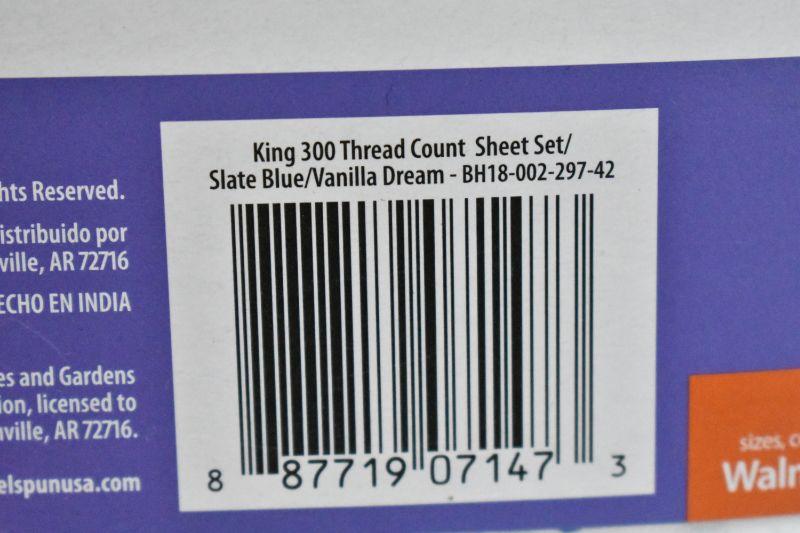 King 300 Thread Count Sheet Set/
Slate Blue/Vanilla Dream - BH18-002-297-42
8 87719 07147 3
hts Reserved.
istribuido por
ville, AR 72716
ECHO EN INDIA
es and Gardens
ion, licensed to
nville, AR 72716.
elspunusa.com
sizes, c
Waln